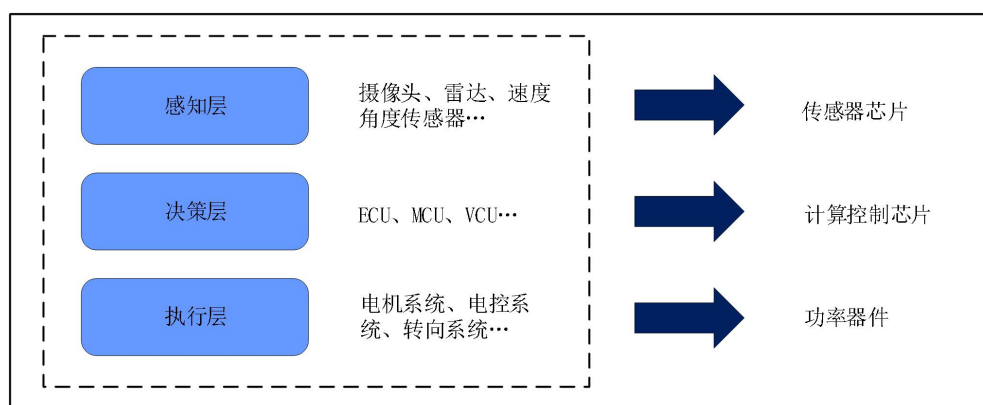 感知层
摄像头、雷达、速度
角度传感器…
传感器芯片
决策层
ECU、MCU、VCU…
计算控制芯片
执行层
电机系统、电控系
统、转向系统…
功率器件